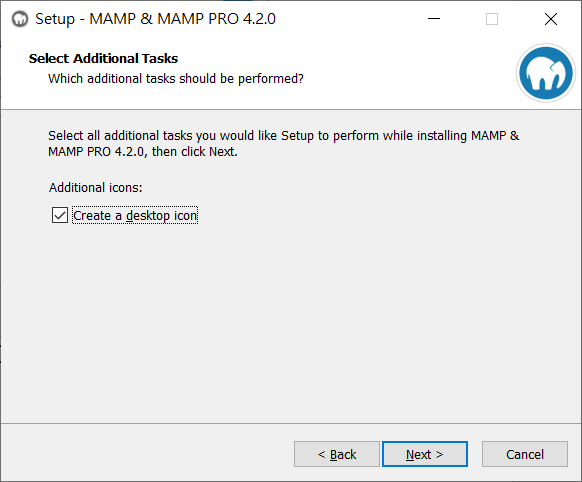 Setup - MAMP & MAMP PRO 4.2.0
Select Additional Tasks
Which additional tasks should be performed?
Select all additional tasks you would like Setup to perform while installing MAMP &
MAMP PRO 4.2.0, then click Next.
Additional icons:
Create a desktop icon
< Back
Next >
Cancel